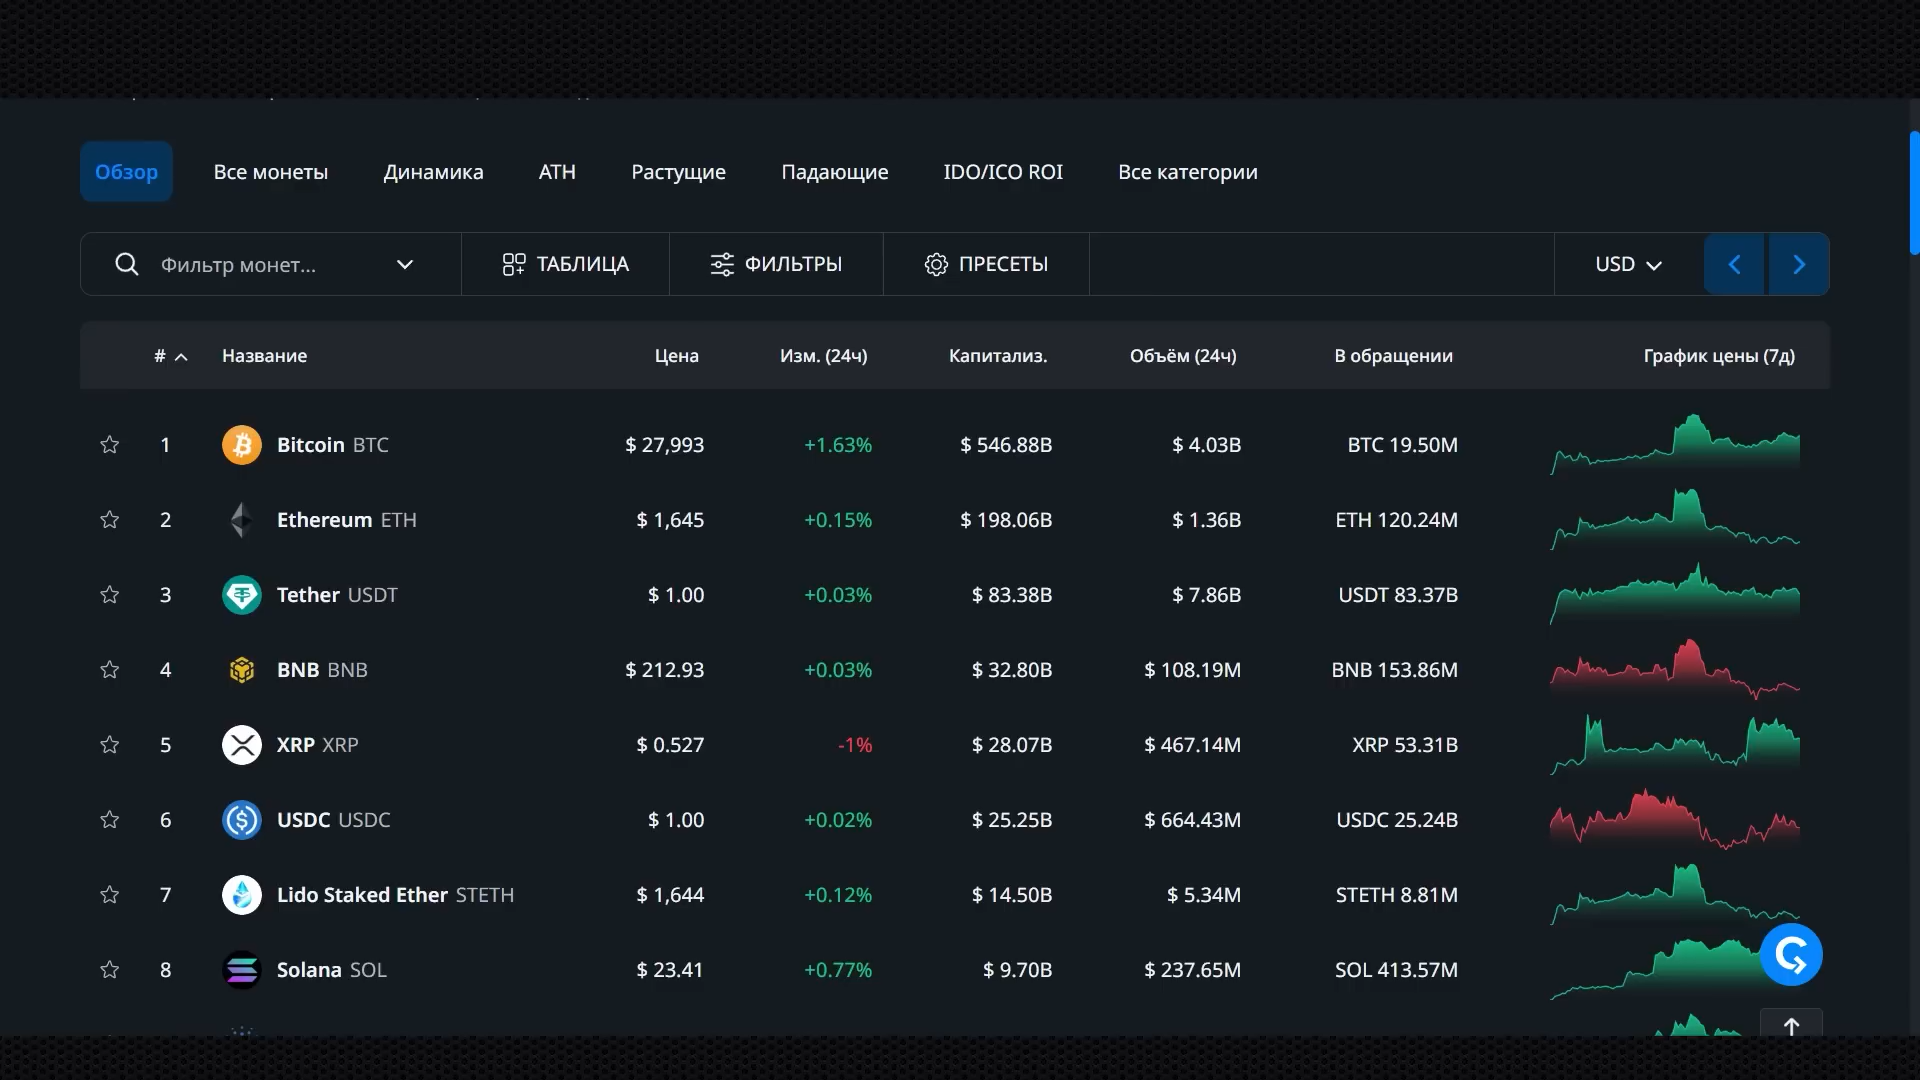 Обзор Все монеты Динамика ATH Растущие Падающие IDO/ICO ROI Все категории
Фильтр монет... ТАБЛИЦА ФИЛЬТРЫ ПРЕСЕТЫ USD
# Название Цена Изм. (24ч) Капитализ. Объём (24ч) В обращении График цены (7д)
1 Bitcoin BTC $ 27,993 +1.63% $ 546.88B $ 4.03B BTC 19.50M
2 Ethereum ETH $ 1,645 +0.15% $ 198.06B $ 1.36B ETH 120.24M
3 Tether USDT $ 1.00 +0.03% $ 83.38B $ 7.86B USDT 83.37B
4 BNB BNB $ 212.93 +0.03% $ 32.80B $ 108.19M BNB 153.86M
5 XRP XRP $ 0.527 -1% $ 28.07B $ 467.14M XRP 53.31B
6 USDC USDC $ 1.00 +0.02% $ 25.25B $ 664.43M USDC 25.24B
7 Lido Staked Ether STETH $ 1,644 +0.12% $ 14.50B $ 5.34M STETH 8.81M
8 Solana SOL $ 23.41 +0.77% $ 9.70B $ 237.65M SOL 413.57M